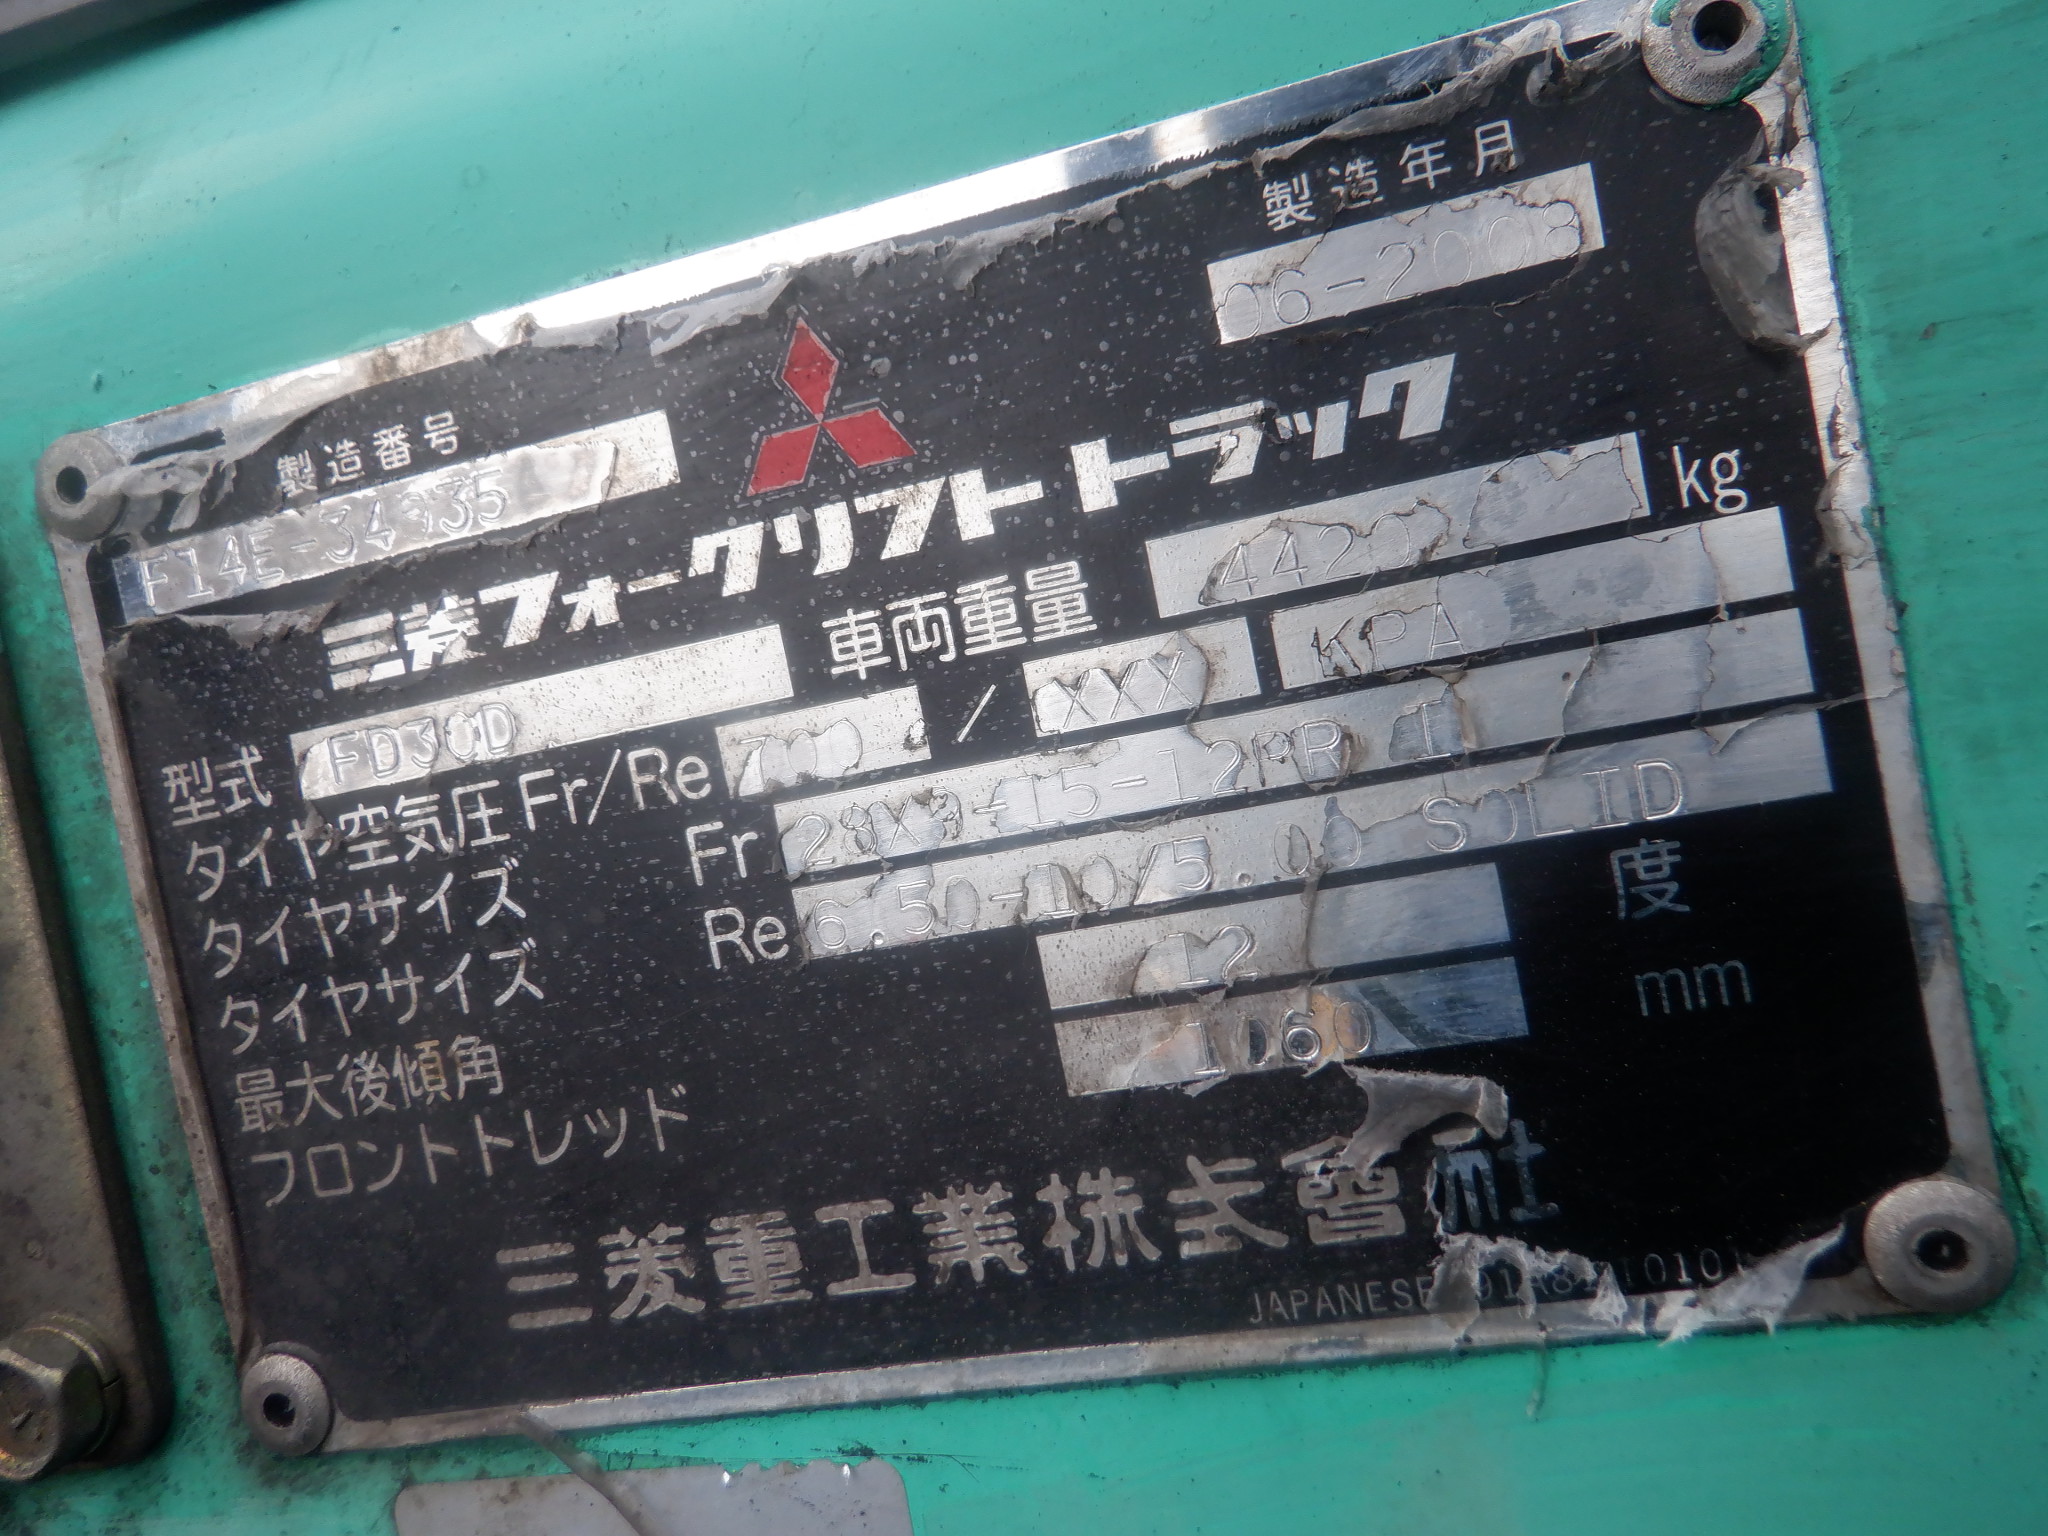 製造年月
06-2008
製造番号
F14E-34935
三菱フォークリフトトラック
車両重量 4420 kg
型式 FD30D
タイヤ空気圧 Fr/Re 700 / XXX KPA
タイヤサイズ Fr 28X9-15-12PR I
タイヤサイズ Re 6.50-10/5.00 SOLID
最大後傾角 12 度
フロントトレッド 1060 mm
三菱重工業株式會社
JAPANESE